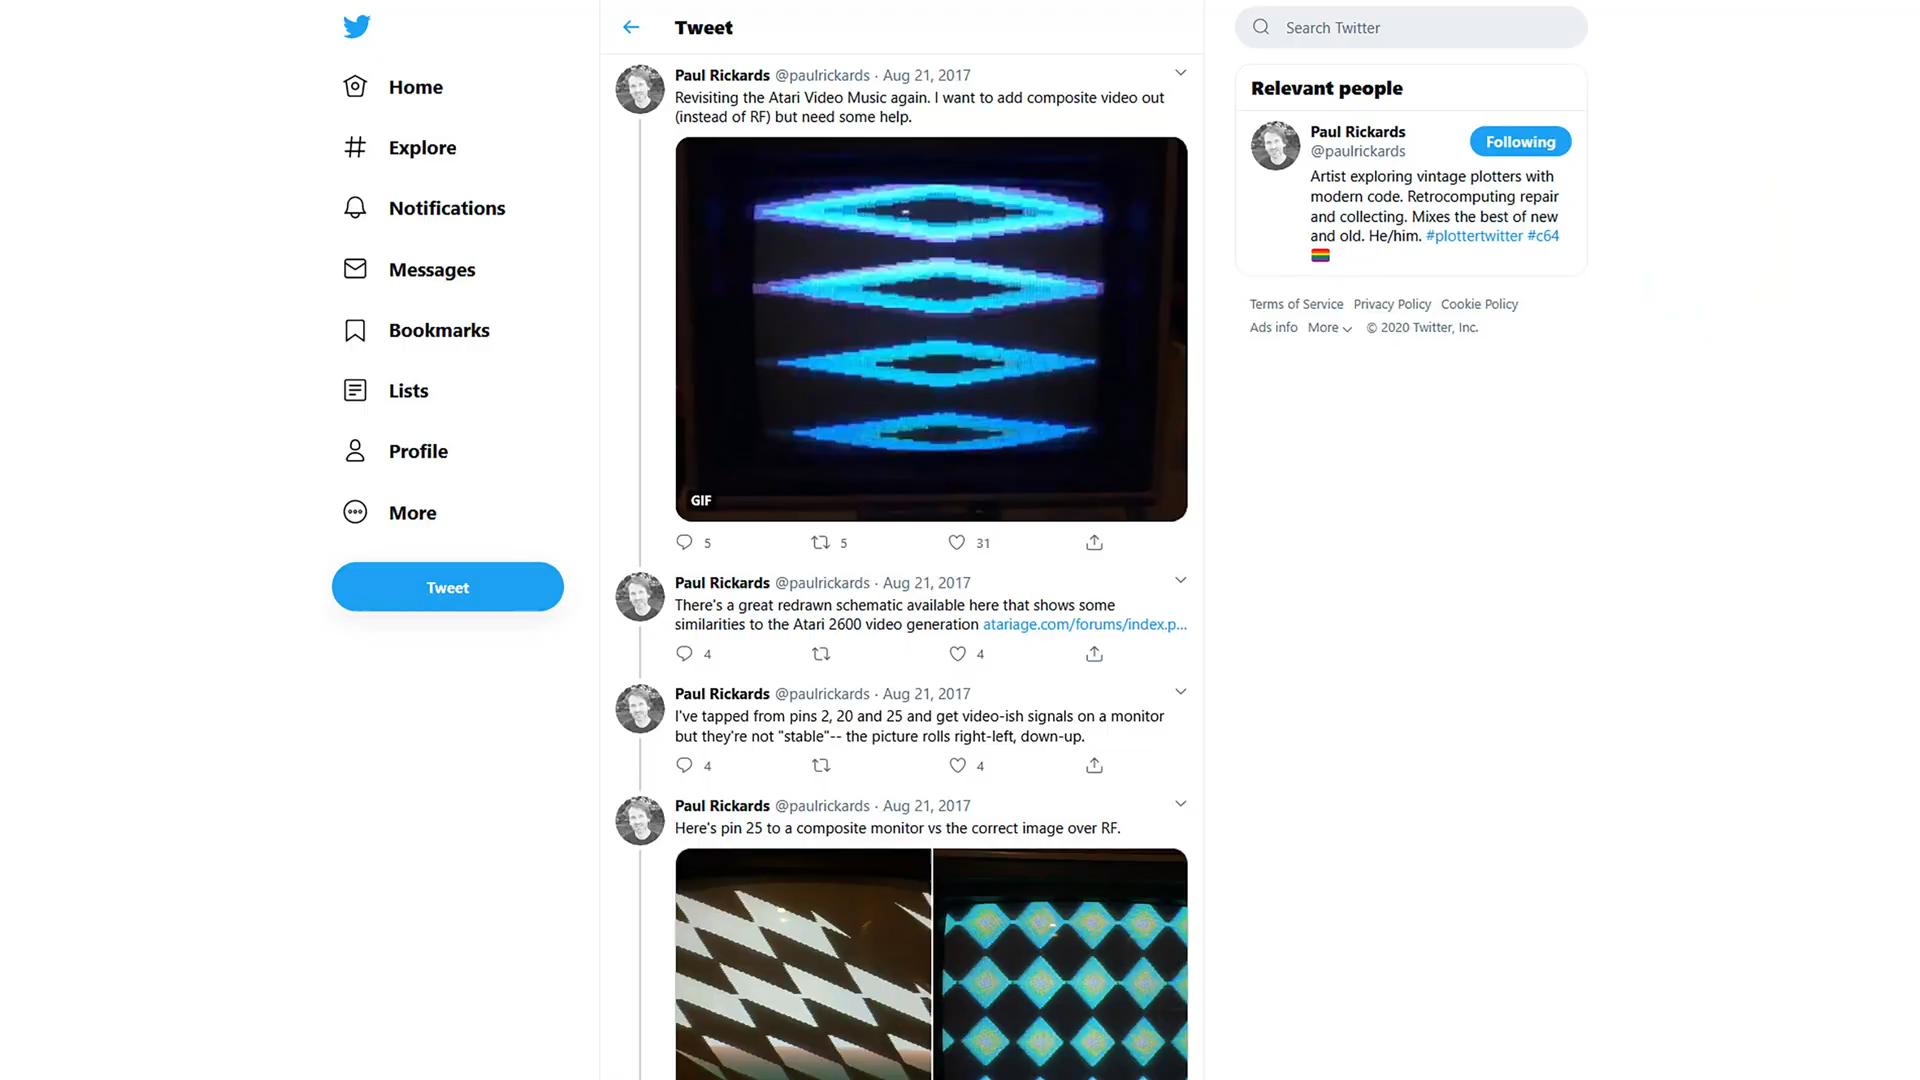 Home
Explore
Notifications
Messages
Bookmarks
Lists
Profile
More
Tweet
Tweet
Paul Rickards @paulrickards · Aug 21, 2017
Revisiting the Atari Video Music again. I want to add composite video out
(instead of RF) but need some help.
GIF
5 5 31
Paul Rickards @paulrickards · Aug 21, 2017
There's a great redrawn schematic available here that shows some
similarities to the Atari 2600 video generation atariage.com/forums/index.p...
4 4
Paul Rickards @paulrickards · Aug 21, 2017
I've tapped from pins 2, 20 and 25 and get video-ish signals on a monitor
but they're not "stable"-- the picture rolls right-left, down-up.
4 4
Paul Rickards @paulrickards · Aug 21, 2017
Here's pin 25 to a composite monitor vs the correct image over RF.
Search Twitter
Relevant people
Paul Rickards
@paulrickards
Following
Artist exploring vintage plotters with
modern code. Retrocomputing repair
and collecting. Mixes the best of new
and old. He/him. #plottertwitter #c64
Terms of Service Privacy Policy Cookie Policy
Ads info More © 2020 Twitter, Inc.